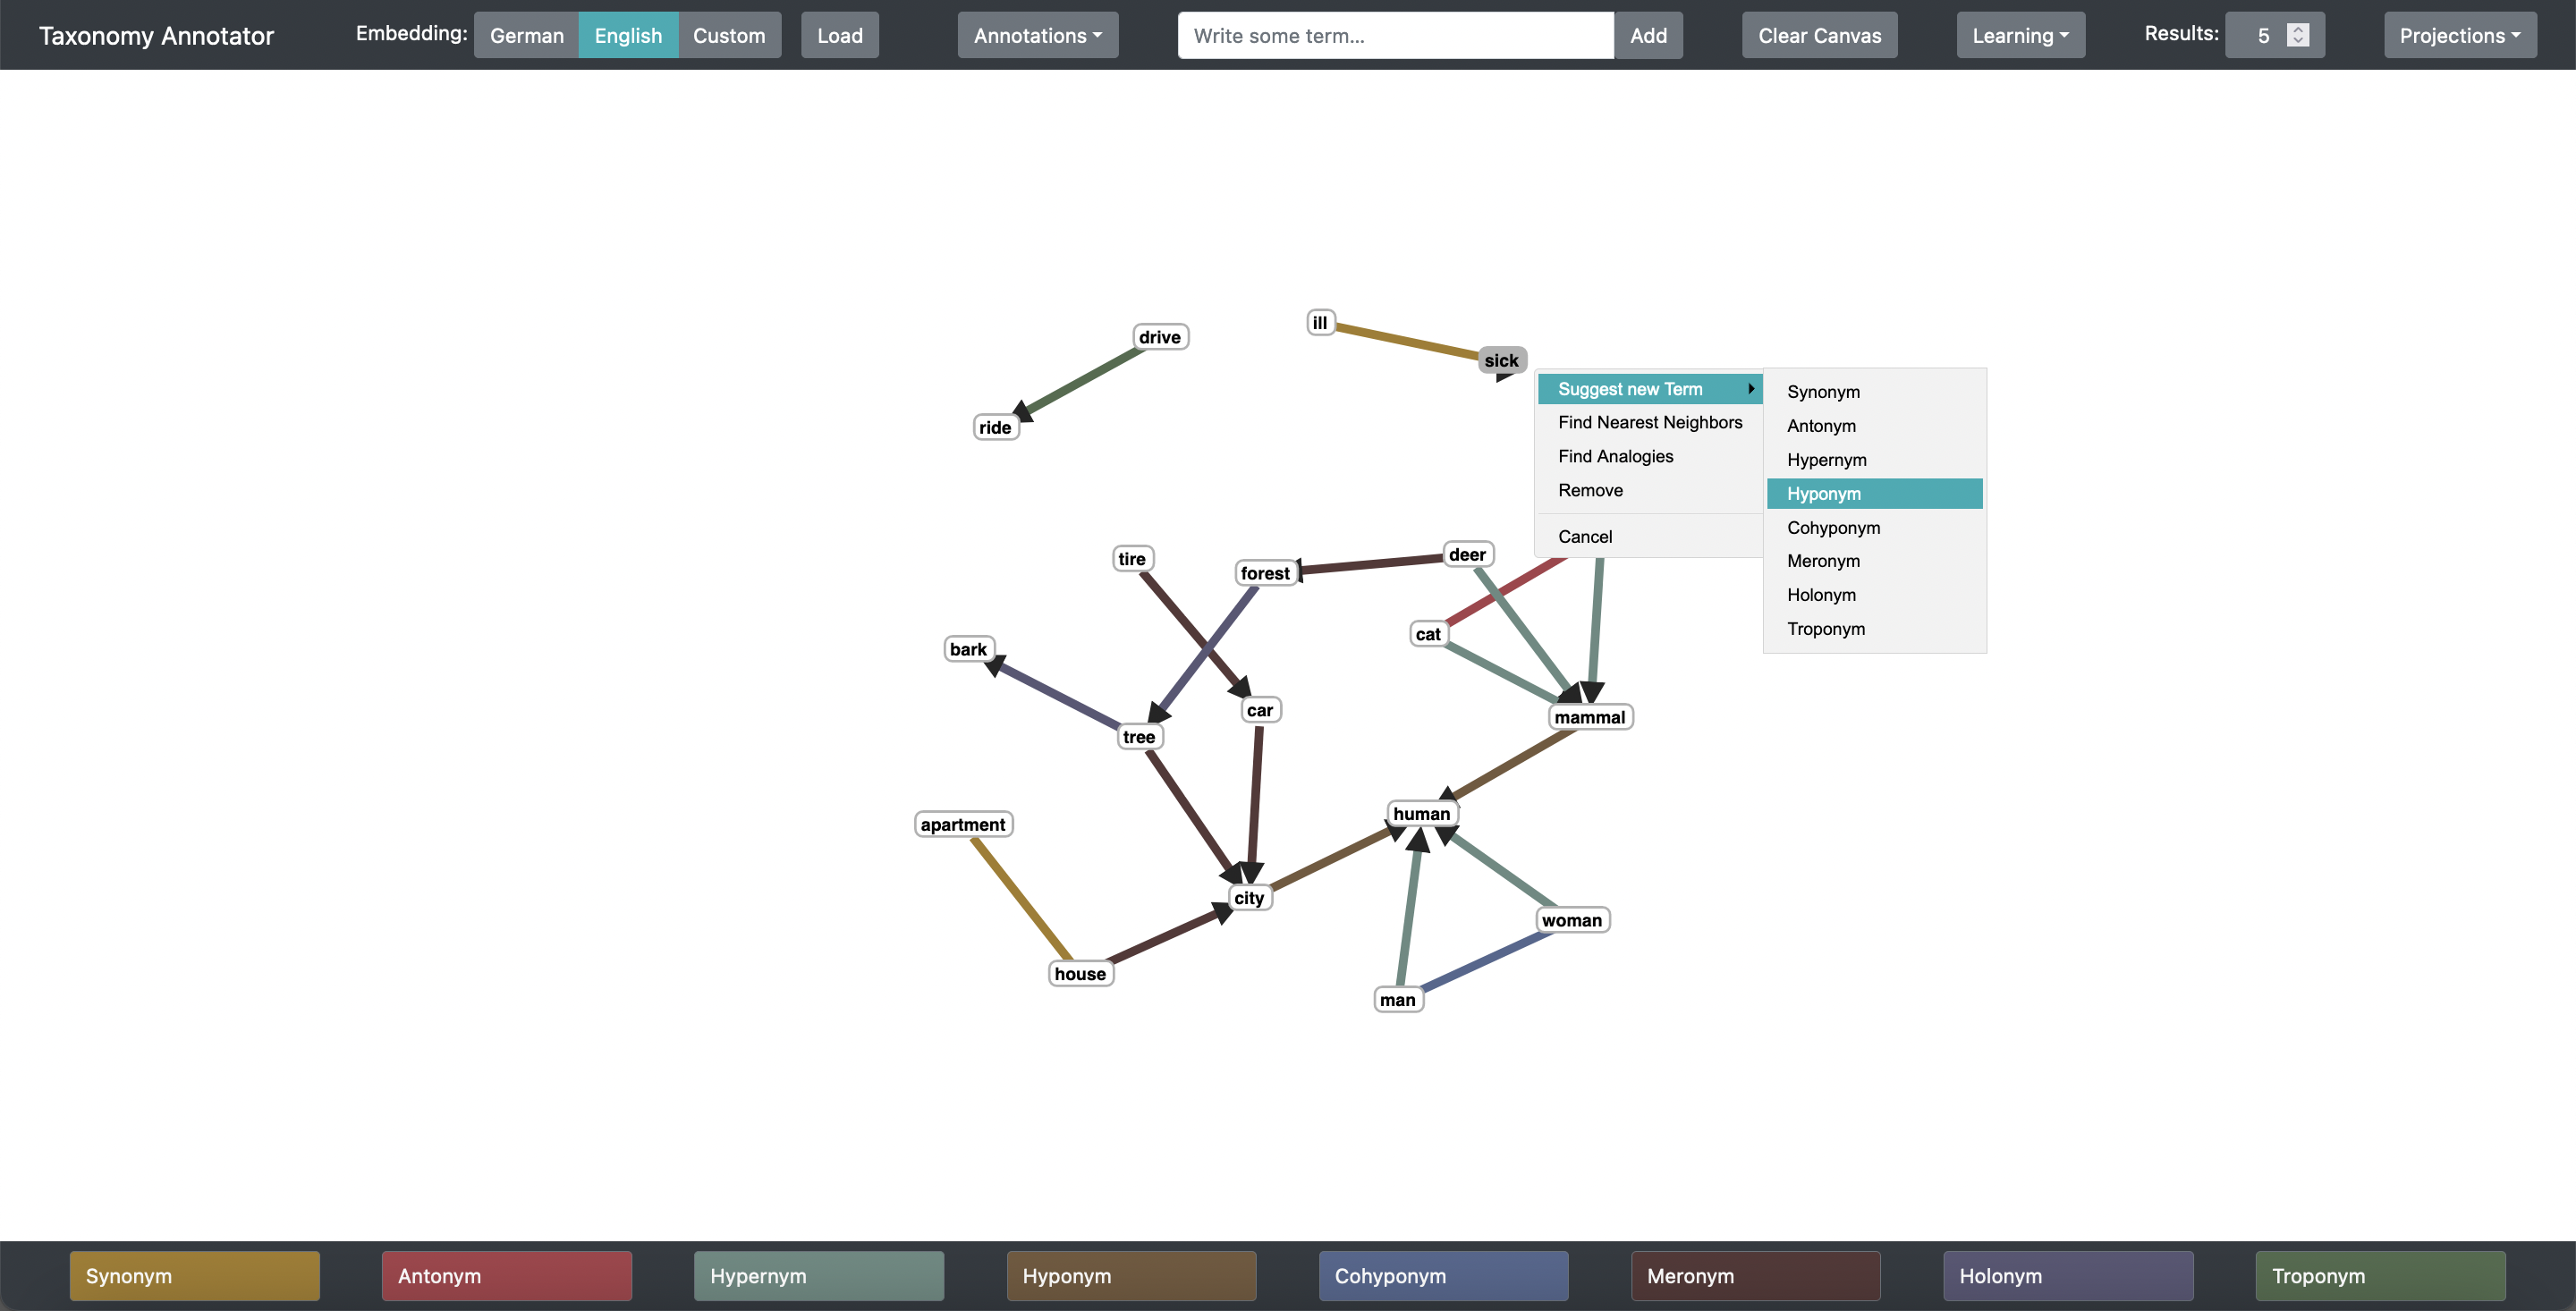 Taxonomy Annotator
Embedding:
German
English
Custom
Load
Annotations
Write some term...
Add
Clear Canvas
Learning
Results:
5
Projections
ill
drive
sick
Suggest new Term
Find Nearest Neighbors
Find Analogies
Remove
Cancel
Synonym
Antonym
Hypernym
Hyponym
Cohyponym
Meronym
Holonym
Troponym
ride
tire
forest
deer
cat
bark
car
mammal
tree
human
apartment
city
woman
house
man
Synonym
Antonym
Hypernym
Hyponym
Cohyponym
Meronym
Holonym
Troponym